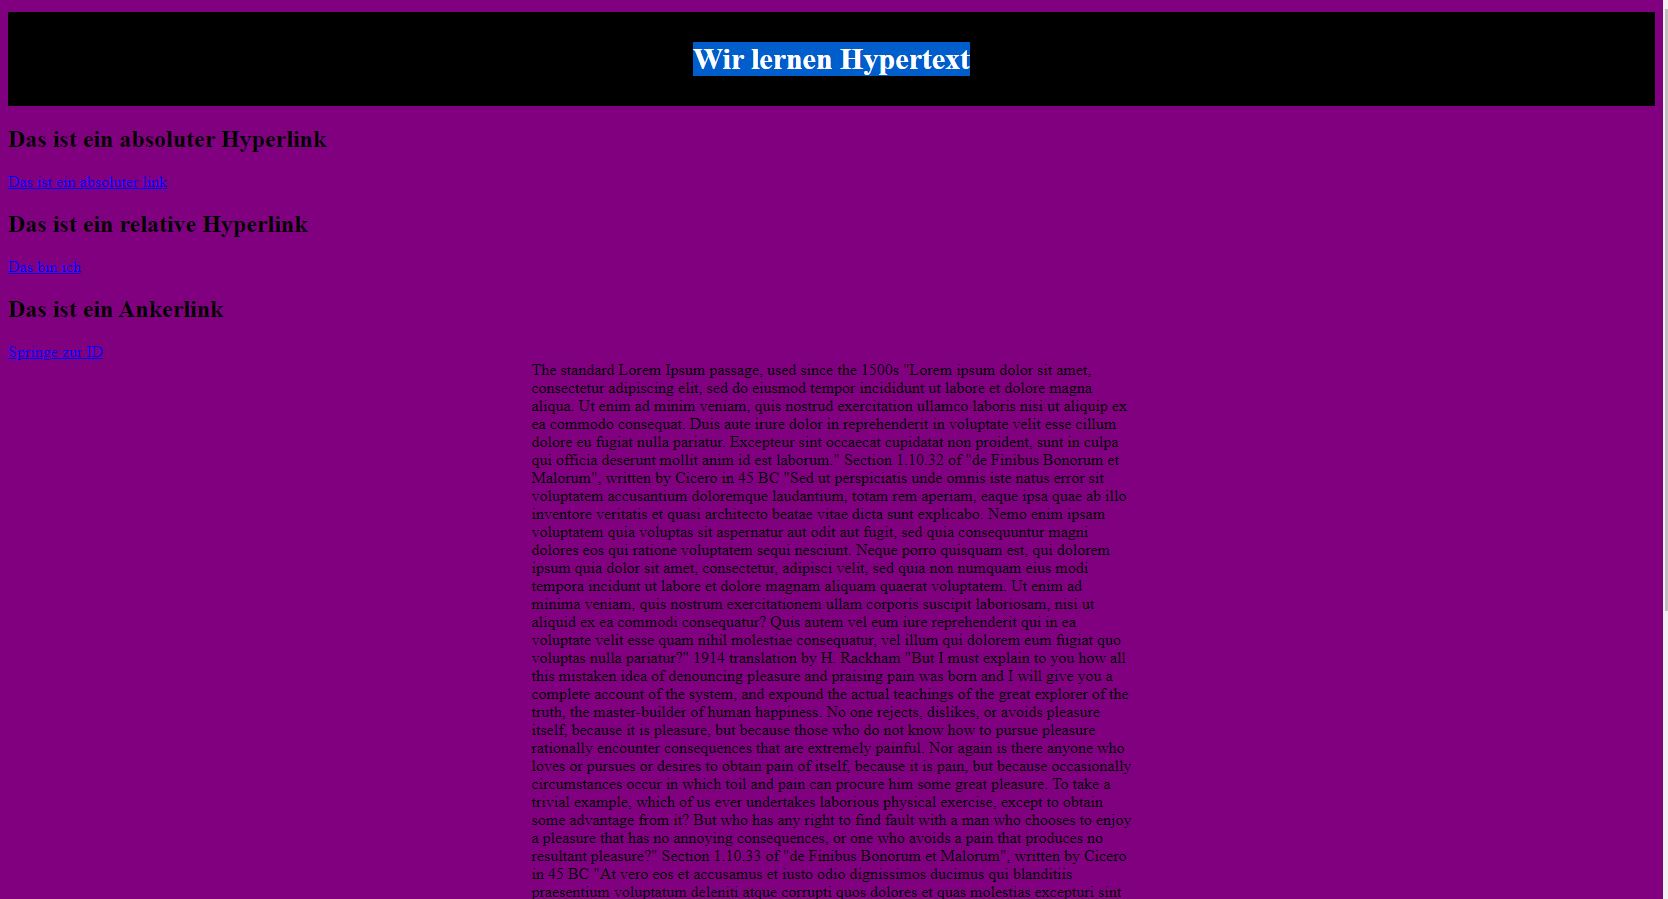 Wir lernen Hypertext
Das ist ein absoluter Hyperlink
Das ist ein absoluter link
Das ist ein relative Hyperlink
Das bin ich
Das ist ein Ankerlink
Springe zur ID
The standard Lorem Ipsum passage, used since the 1500s "Lorem ipsum dolor sit amet,
consectetur adipiscing elit, sed do eiusmod tempor incididunt ut labore et dolore magna
aliqua. Ut enim ad minim veniam, quis nostrud exercitation ullamco laboris nisi ut aliquip ex
ea commodo consequat. Duis aute irure dolor in reprehenderit in voluptate velit esse cillum
dolore eu fugiat nulla pariatur. Excepteur sint occaecat cupidatat non proident, sunt in culpa
qui officia deserunt mollit anim id est laborum." Section 1.10.32 of "de Finibus Bonorum et
Malorum", written by Cicero in 45 BC "Sed ut perspiciatis unde omnis iste natus error sit
voluptatem accusantium doloremque laudantium, totam rem aperiam, eaque ipsa quae ab illo
inventore veritatis et quasi architecto beatae vitae dicta sunt explicabo. Nemo enim ipsam
voluptatem quia voluptas sit aspernatur aut odit aut fugit, sed quia consequuntur magni
dolores eos qui ratione voluptatem sequi nesciunt. Neque porro quisquam est, qui dolorem
ipsum quia dolor sit amet, consectetur, adipisci velit, sed quia non numquam eius modi
tempora incidunt ut labore et dolore magnam aliquam quaerat voluptatem. Ut enim ad
minima veniam, quis nostrum exercitationem ullam corporis suscipit laboriosam, nisi ut
aliquid ex ea commodi consequatur? Quis autem vel eum iure reprehenderit qui in ea
voluptate velit esse quam nihil molestiae consequatur, vel illum qui dolorem eum fugiat quo
voluptas nulla pariatur?" 1914 translation by H. Rackham "But I must explain to you how all
this mistaken idea of denouncing pleasure and praising pain was born and I will give you a
complete account of the system, and expound the actual teachings of the great explorer of the
truth, the master-builder of human happiness. No one rejects, dislikes, or avoids pleasure
itself, because it is pleasure, but because those who do not know how to pursue pleasure
rationally encounter consequences that are extremely painful. Nor again is there anyone who
loves or pursues or desires to obtain pain of itself, because it is pain, but because occasionally
circumstances occur in which toil and pain can procure him some great pleasure. To take a
trivial example, which of us ever undertakes laborious physical exercise, except to obtain
some advantage from it? But who has any right to find fault with a man who chooses to enjoy
a pleasure that has no annoying consequences, or one who avoids a pain that produces no
resultant pleasure?" Section 1.10.33 of "de Finibus Bonorum et Malorum", written by Cicero
in 45 BC "At vero eos et accusamus et iusto odio dignissimos ducimus qui blanditiis
praesentium voluptatum deleniti atque corrupti quos dolores et quas molestias excepturi sint